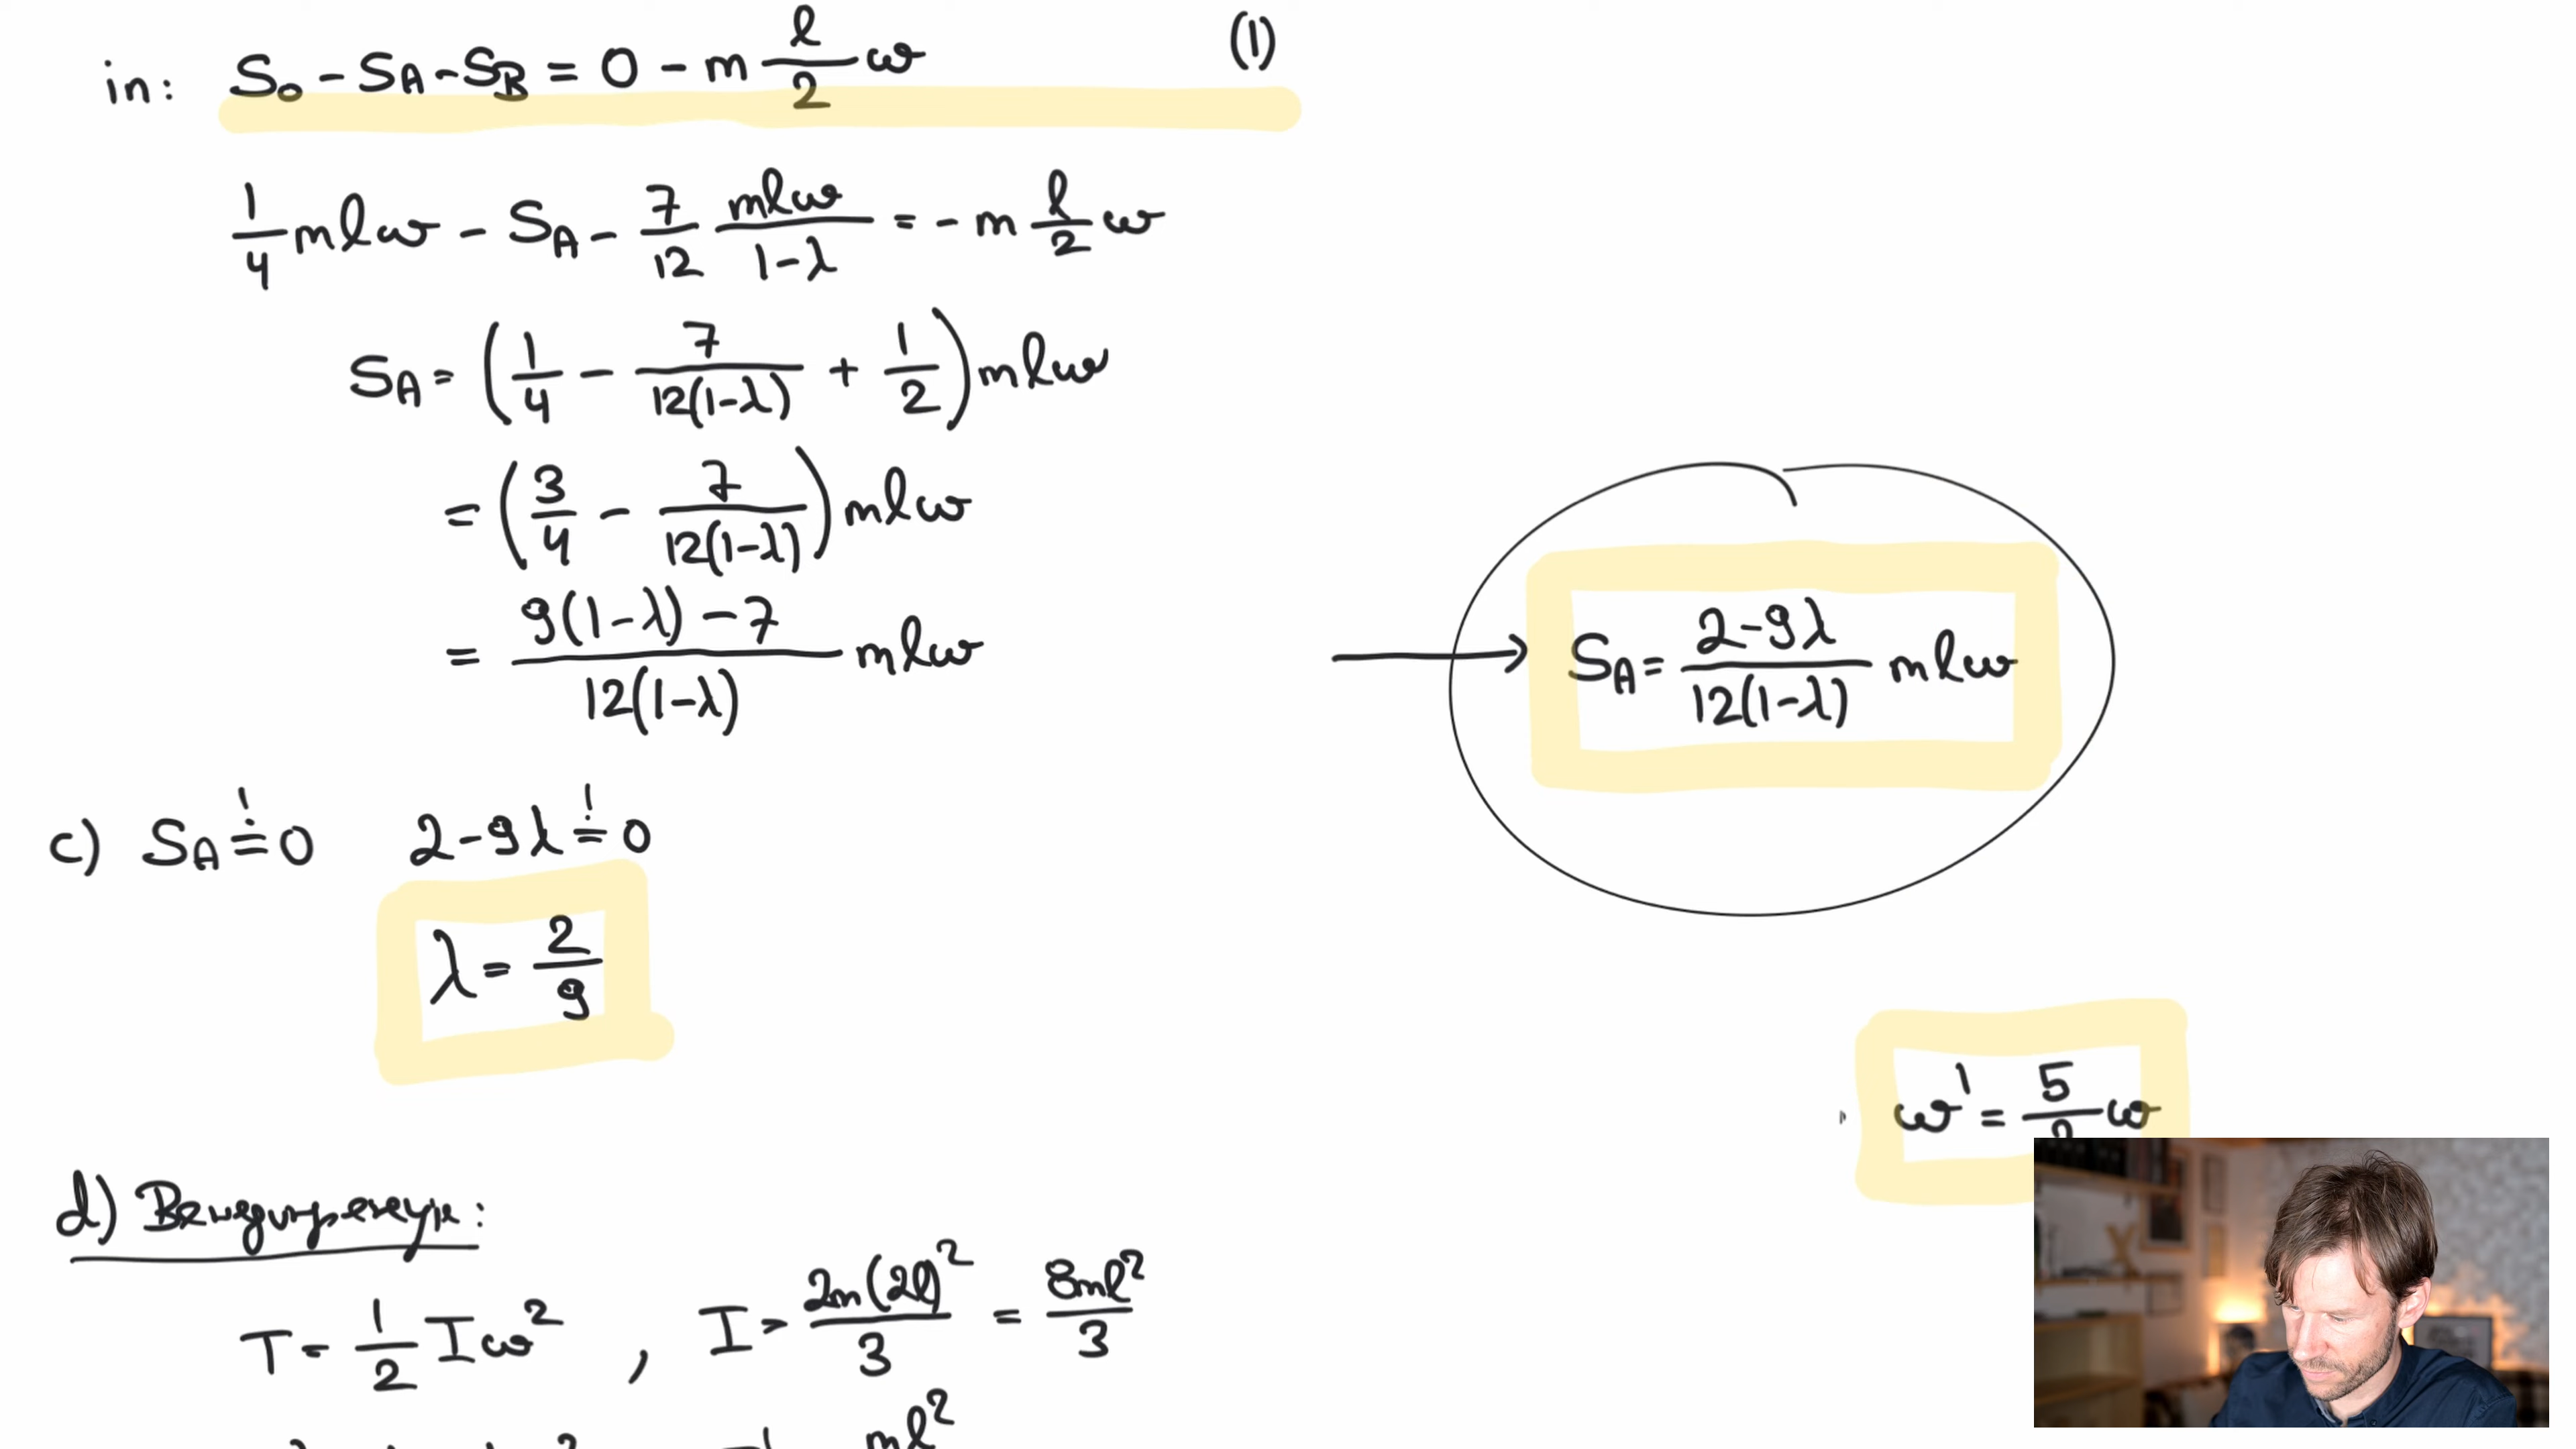 in: S₀ - S_A - S_B = 0 - m l/2 ω (1)
1/4 mlω - S_A - 7/12 mlω/(1-λ) = - m l/2 ω
S_A = (1/4 - 7/(12(1-λ)) + 1/2) mlω
= (3/4 - 7/(12(1-λ))) mlω
= (9(1-λ) - 7)/(12(1-λ)) mlω → S_A = (2-9λ)/(12(1-λ)) mlω
c) S_A ≟ 0 2-9λ ≟ 0
λ = 2/9
ω' = 5/ ω
d)
T = 1/2 Iω² , I = 2m(2l)²/3 = 8ml²/3
ml²